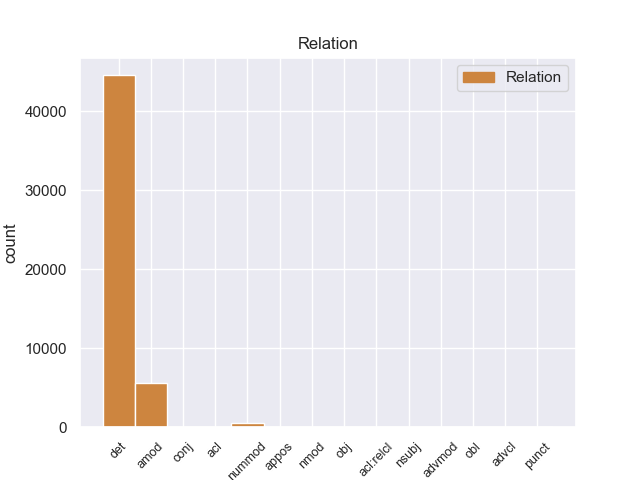 Relation
Relation
count
40000
30000
20000
10000
0
det amod conj acl nummod appos nmod obj acl:relcl nsubj advmod obl advcl punct